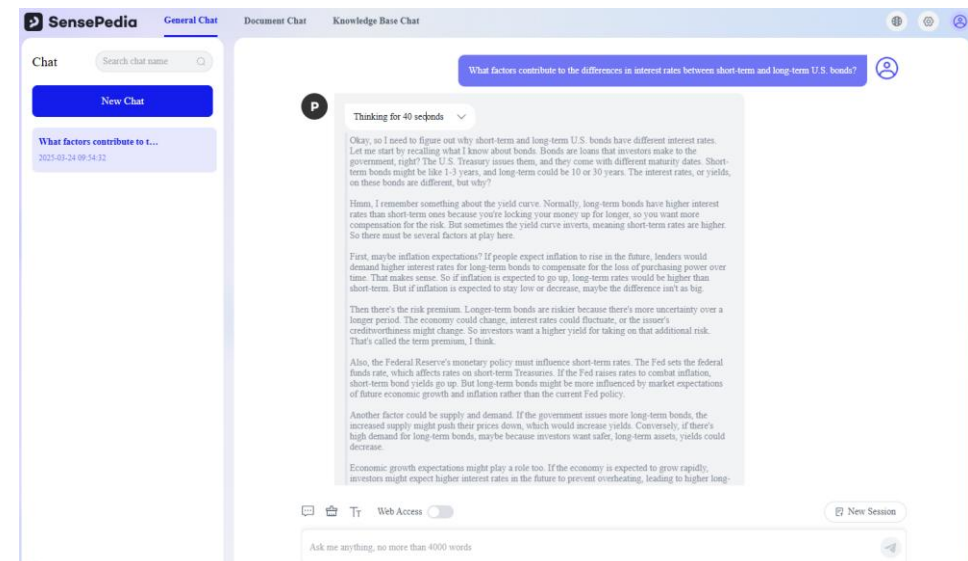 SensePedia
General Chat
Document Chat
Knowledge Base Chat
Chat
Search chat name
New Chat
What factors contribute to t...
2025-03-24 09:34:32
What factors contribute to the differences in interest rates between short-term and long-term U.S. bonds?
P
Thinking for 40 seconds
Okay, so I need to figure out why short-term and long-term U.S. bonds have different interest rates.
Let me start by recalling what I know about bonds. Bonds are loans that investors make to the
government, right? The U.S. Treasury issues them, and they come with different maturity dates. Short-
term bonds might be like 1-3 years, and long-term could be 10 or 30 years. The interest rates, or yields,
on these bonds are different, but why?
Hmm, I remember something about the yield curve. Normally, long-term bonds have higher interest
rates than short-term ones because you're locking your money up for longer, so you want more
compensation for the risk. But sometimes the yield curve inverts, meaning short-term rates are higher.
So there must be several factors at play here.
First, maybe inflation expectations? If people expect inflation to rise in the future, lenders would
demand higher interest rates for long-term bonds to compensate for the loss of purchasing power over
time. That makes sense. So if inflation is expected to go up, long-term rates would be higher than
short-term. But if inflation is expected to stay low or decrease, maybe the difference isn't as big.
Then there's the risk premium. Longer-term bonds are riskier because there's more uncertainty over a
longer period. The economy could change, interest rates could fluctuate, or the issuer's
creditworthiness might change. So investors want a higher yield for taking on that additional risk.
That's called the term premium, I think.
Also, the Federal Reserve's monetary policy must influence short-term rates. The Fed sets the federal
funds rate, which affects rates on short-term Treasuries. If the Fed raises rates to combat inflation,
short-term bond yields go up. But long-term bonds might be more influenced by market expectations
of future economic growth and inflation rather than the current Fed policy.
Another factor could be supply and demand. If the government issues more long-term bonds, the
increased supply might push their prices down, which would increase yields. Conversely, if there's
high demand for long-term bonds, maybe because investors want safer, long-term assets, yields could
decrease.
Economic growth expectations might play a role too. If the economy is expected to grow rapidly,
investors might expect higher interest rates in the future to prevent overheating, leading to higher long-
Web Access
New Session
Ask me anything, no more than 4000 words